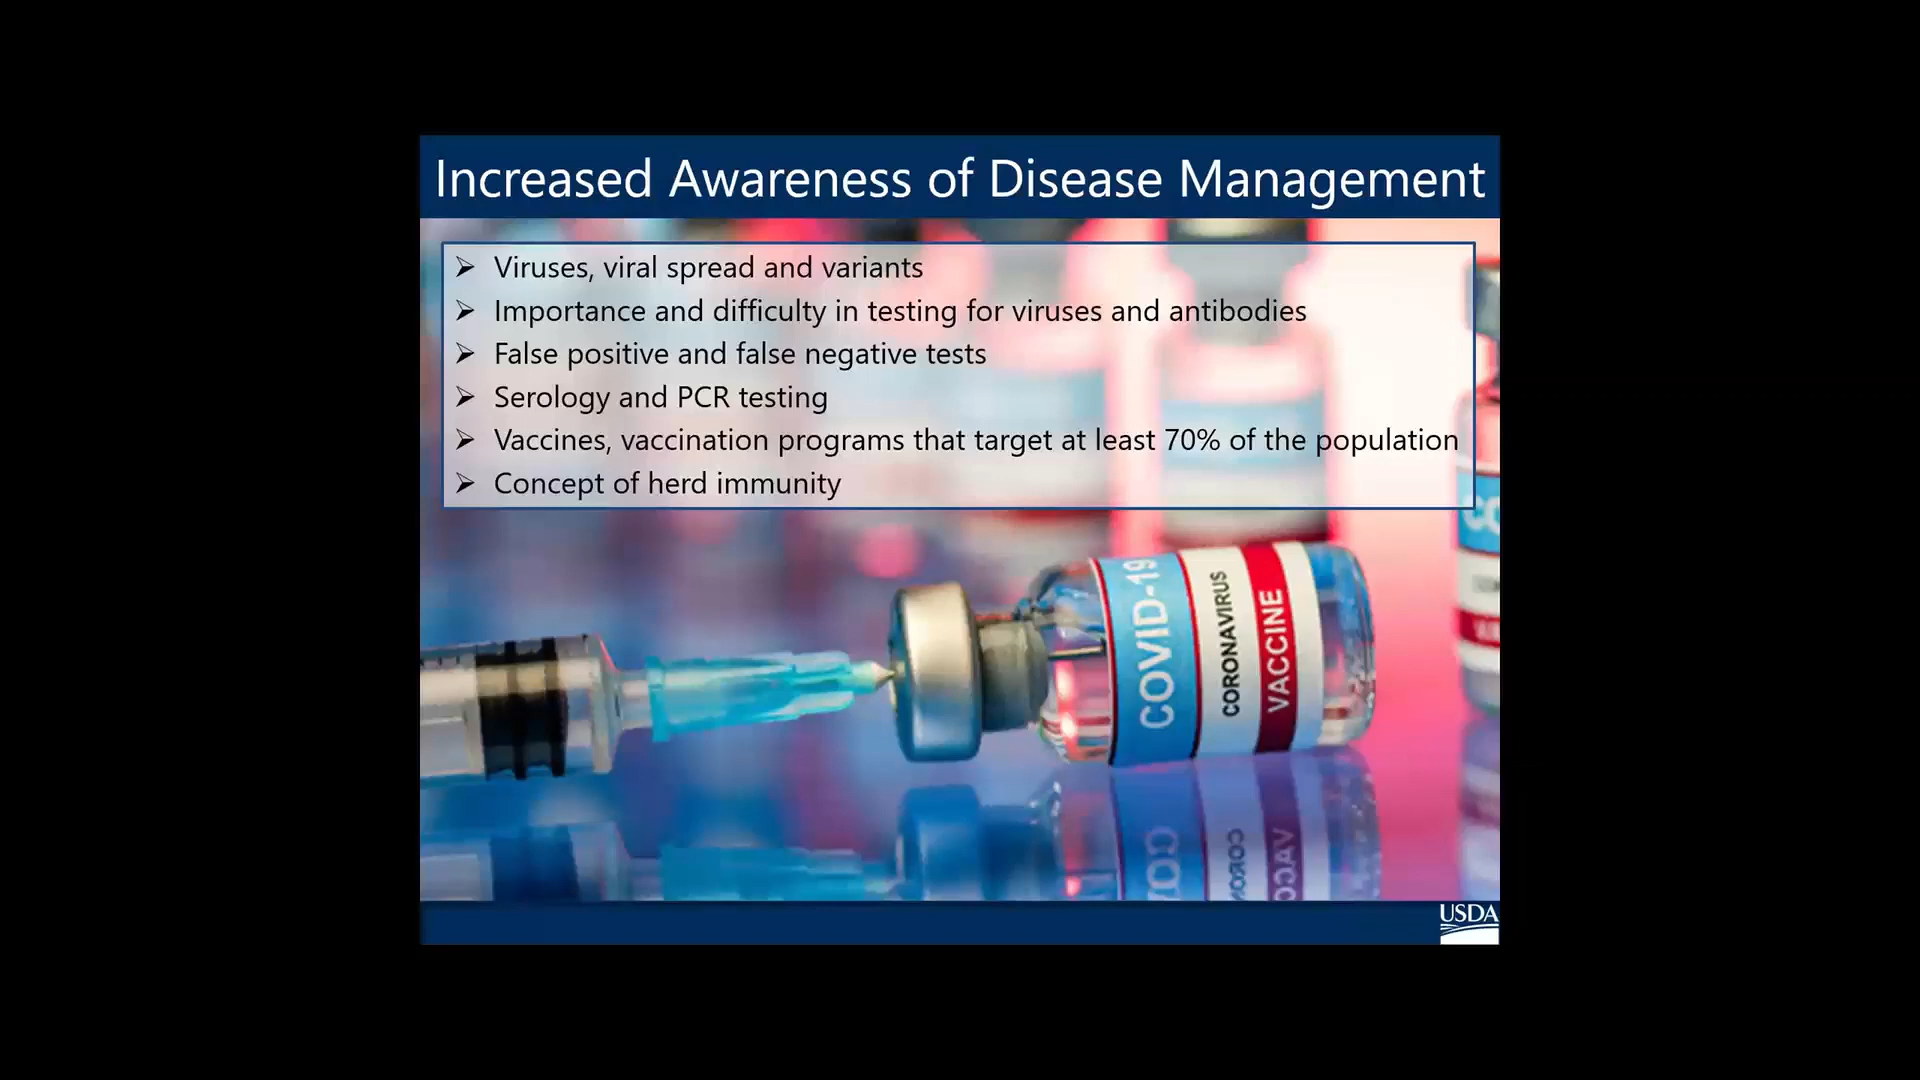 Increased Awareness of Disease Management
➢ Viruses, viral spread and variants
➢ Importance and difficulty in testing for viruses and antibodies
➢ False positive and false negative tests
➢ Serology and PCR testing
➢ Vaccines, vaccination programs that target at least 70% of the population
➢ Concept of herd immunity
COVID-19
CORONAVIRUS
VACCINE
USDA